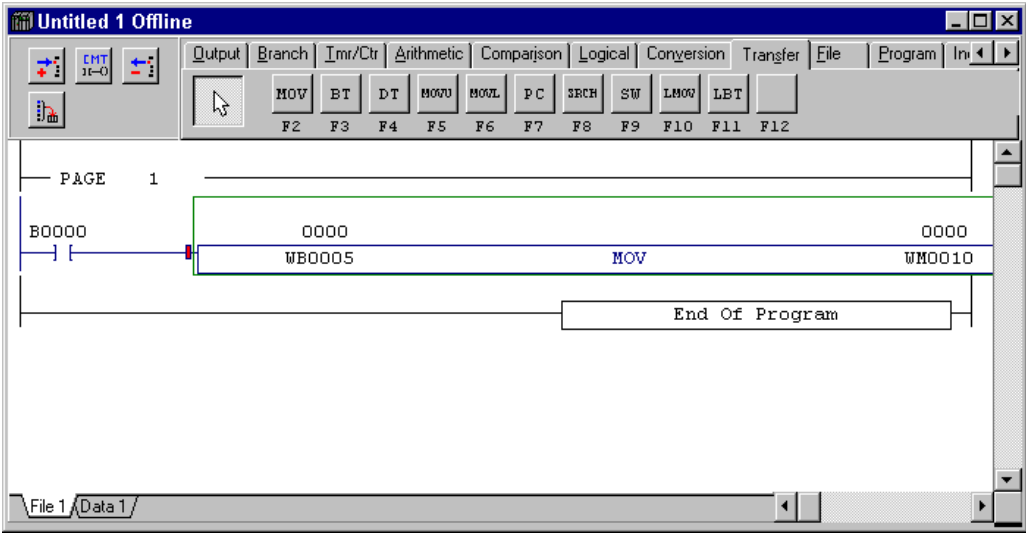 Untitled 1 Offline
CMT
Output Branch Tmr/Ctr Arithmetic Comparison Logical Conversion Transfer File Program In
MOV BT DT MOVU MOVL PC SRCH SW LMOV LBT
F2 F3 F4 F5 F6 F7 F8 F9 F10 F11 F12
PAGE 1
B0000 0000 0000
WB0005 MOV WM0010
End Of Program
File 1 Data 1